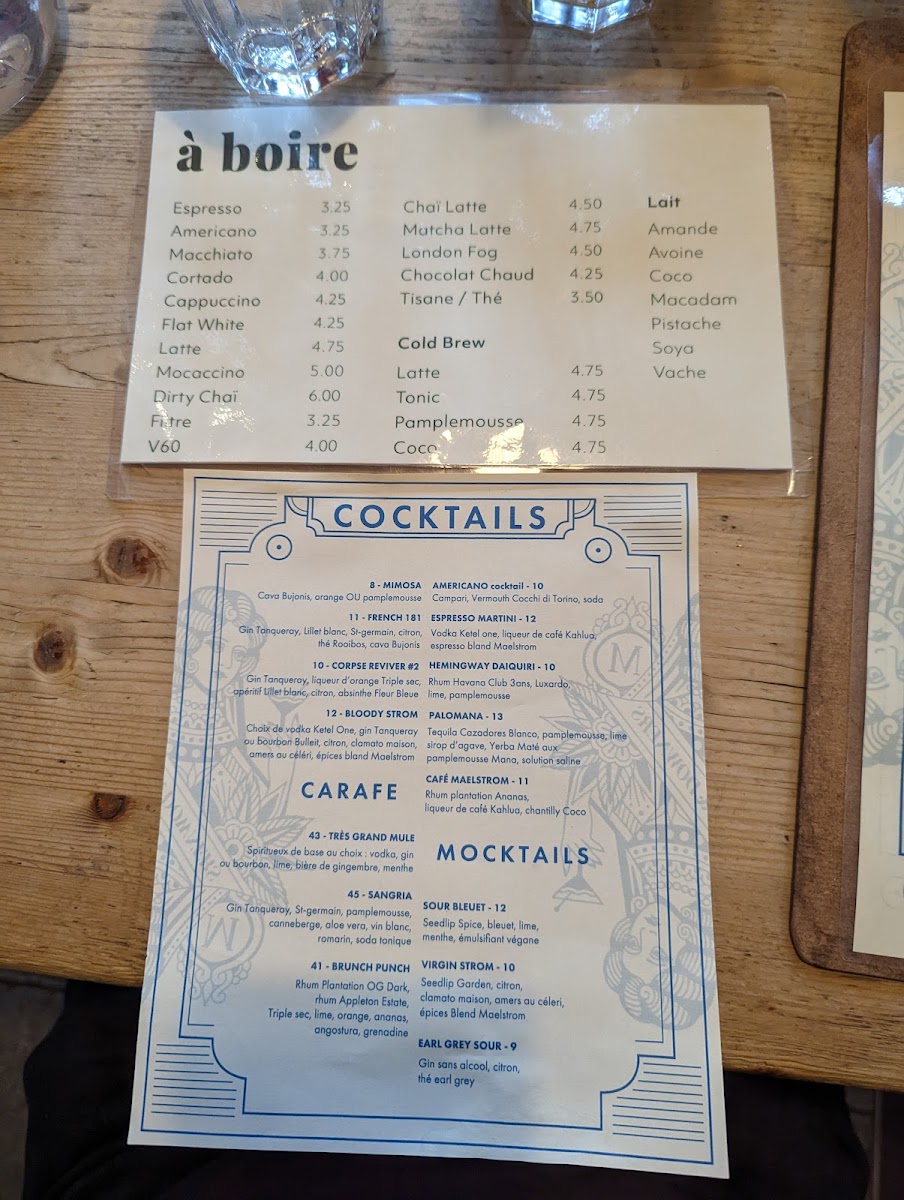 à boire
Espresso 3.25
Americano 3.25
Macchiato 3.75
Cortado 4.00
Cappuccino 4.25
Flat White 4.25
Latte 4.75
Mocaccino 5.00
Dirty Chaï 6.00
Filtre 3.25
V60 4.00
Chaï Latte 4.50
Matcha Latte 4.75
London Fog 4.50
Chocolat Chaud 4.25
Tisane / Thé 3.50
Cold Brew
Latte 4.75
Tonic 4.75
Pamplemousse 4.75
Coco 4.75
Lait
Amande
Avoine
Coco
Macadam
Pistache
Soya
Vache
COCKTAILS
8 - MIMOSA
Cava Bujonis, orange OU pamplemousse
11 - FRENCH 181
Gin Tanqueray, Lillet blanc, St-germain, citron,
thé Rooibos, cava Bujonis
10 - CORPSE REVIVER #2
Gin Tanqueray, liqueur d'orange Triple sec,
apéritif Lillet blanc, citron, absinthe Fleur Bleue
12 - BLOODY STROM
Choix de vodka Ketel One, gin Tanqueray
ou bourbon Bulleit, citron, clamato maison,
amers au céléri, épices bland Maelstrom
AMERICANO cocktail - 10
Campari, Vermouth Cocchi di Torino, soda
ESPRESSO MARTINI - 12
Vodka Ketel one, liqueur de café Kahlua,
espresso bland Maelstrom
HEMINGWAY DAIQUIRI - 10
Rhum Havana Club 3ans, Luxardo,
lime, pamplemousse
PALOMANA - 13
Tequila Cazadores Blanco, pamplemousse, lime
sirop d'agave, Yerba Maté aux
pamplemousse Mana, solution saline
CAFÉ MAELSTROM - 11
Rhum plantation Ananas,
liqueur de café Kahlua, chantilly Coco
CARAFE
43 - TRÈS GRAND MULE
Spiritueux de base au choix : vodka, gin
ou bourbon, lime, bière de gingembre, menthe
45 - SANGRIA
Gin Tanqueray, St-germain, pamplemousse,
canneberge, aloe vera, vin blanc,
romarin, soda tonique
41 - BRUNCH PUNCH
Rhum Plantation OG Dark,
rhum Appleton Estate,
Triple sec, lime, orange, ananas,
angostura, grenadine
MOCKTAILS
SOUR BLEUET - 12
Seedlip Spice, bleuet, lime,
menthe, émulsifiant végane
VIRGIN STROM - 10
Seedlip Garden, citron,
clamato maison, amers au céleri,
épices Blend Maelstrom
EARL GREY SOUR - 9
Gin sans alcool, citron,
thé earl grey
M
M